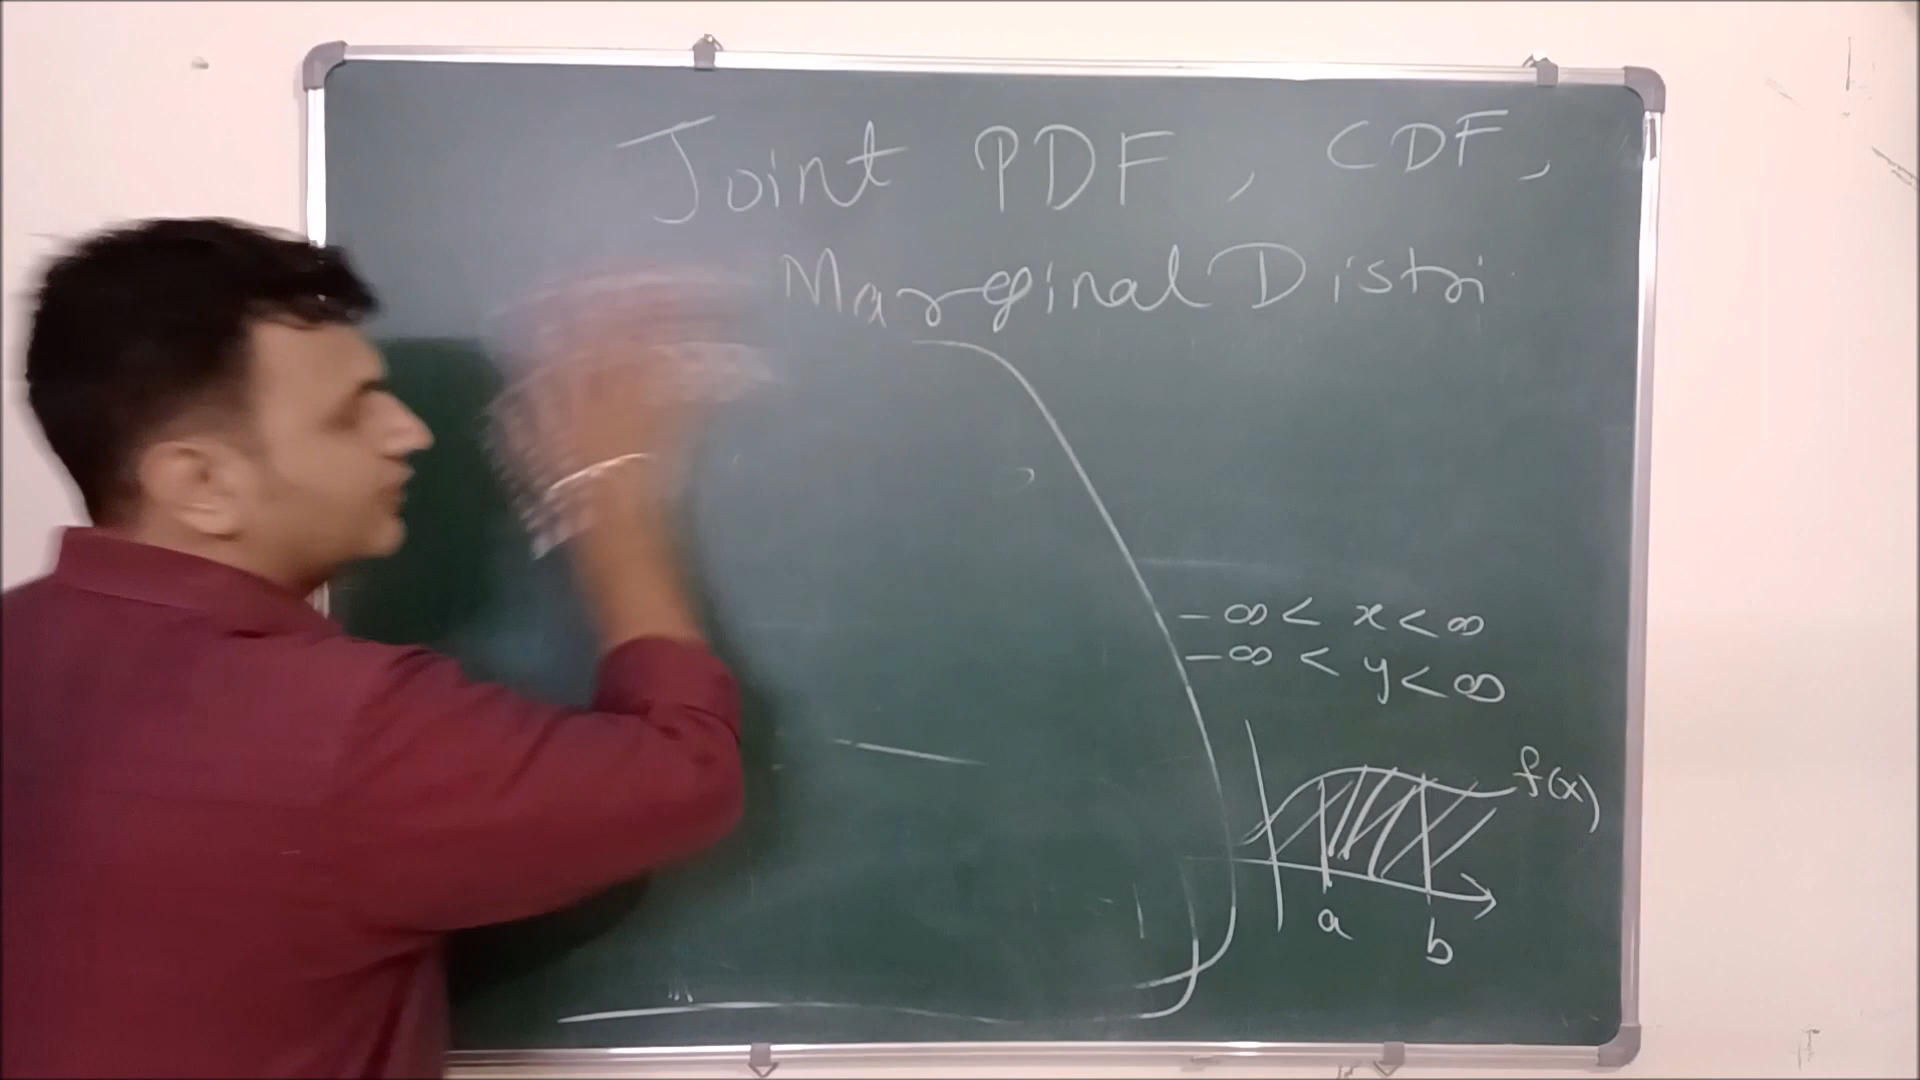 Joint PDF, CDF,
Marginal Distri
-∞ < x < ∞
-∞ < y < ∞
f(x)
a b